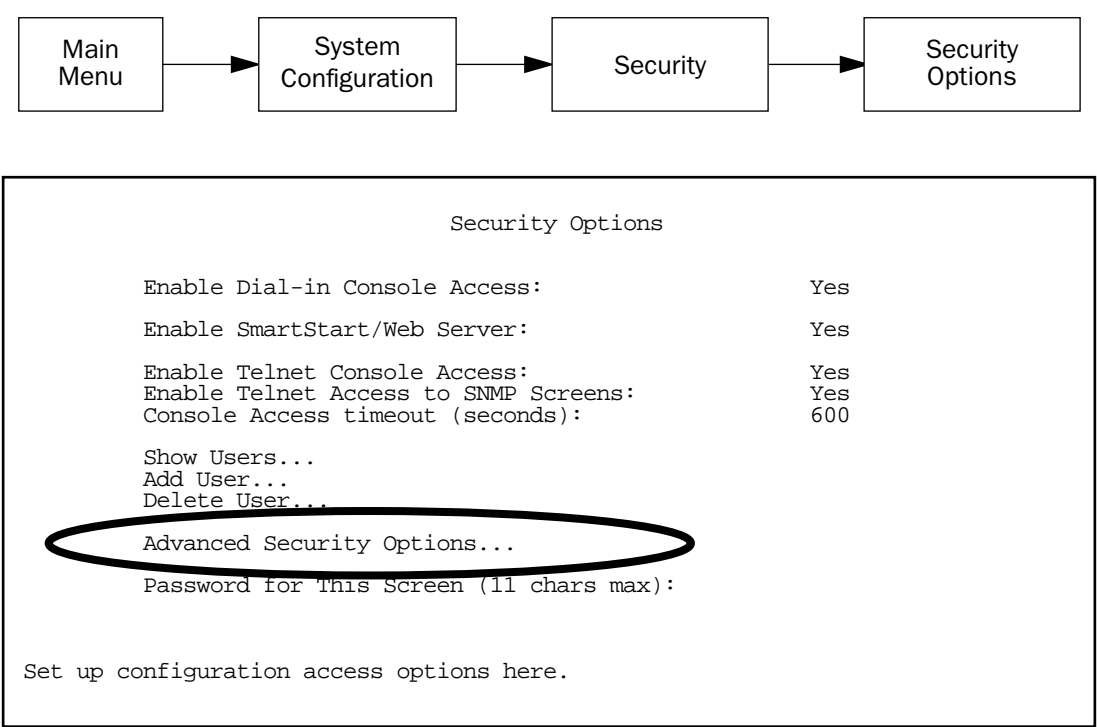 Main
Menu
System
Configuration
Security
Security
Options
Security Options
Enable Dial-in Console Access: Yes
Enable SmartStart/Web Server: Yes
Enable Telnet Console Access: Yes
Enable Telnet Access to SNMP Screens: Yes
Console Access timeout (seconds): 600
Show Users...
Add User...
Delete User...
Advanced Security Options...
Password for This Screen (11 chars max):
Set up configuration access options here.